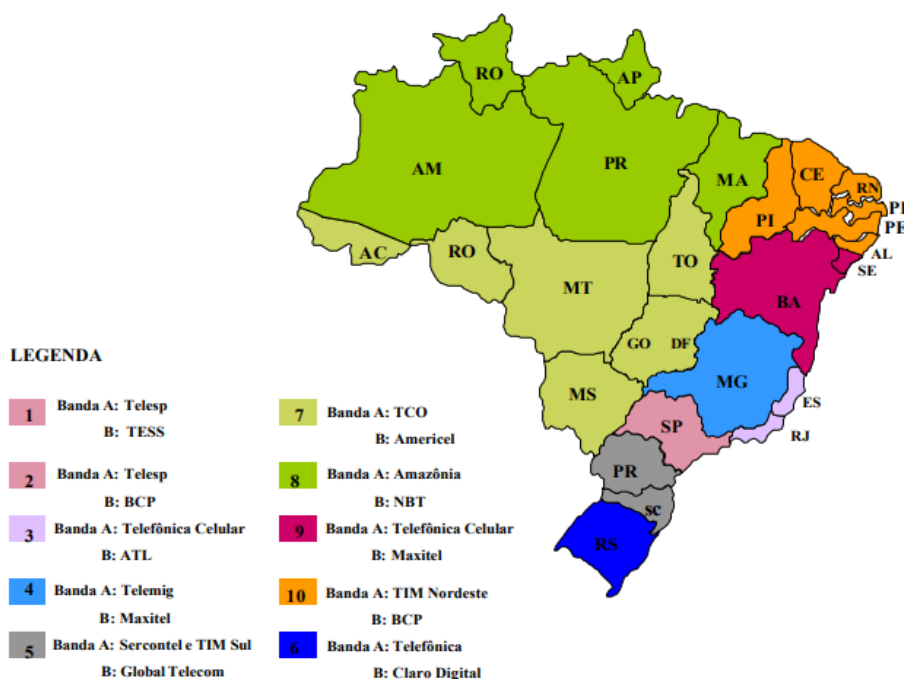 RO
AP
AM
PR
MA
CE
RN
PI
PI
PE
AL
SE
AC
RO
MT
TO
BA
GO
DF
MG
MS
ES
SP
RJ
PR
SC
RS
LEGENDA
1 Banda A: Telesp
B: TESS
2 Banda A: Telesp
B: BCP
3 Banda A: Telefônica Celular
B: ATL
4 Banda A: Telemig
B: Maxitel
5 Banda A: Sercontel e TIM Sul
B: Global Telecom
7 Banda A: TCO
B: Americel
8 Banda A: Amazônia
B: NBT
9 Banda A: Telefônica Celular
B: Maxitel
10 Banda A: TIM Nordeste
B: BCP
6 Banda A: Telefônica
B: Claro Digital